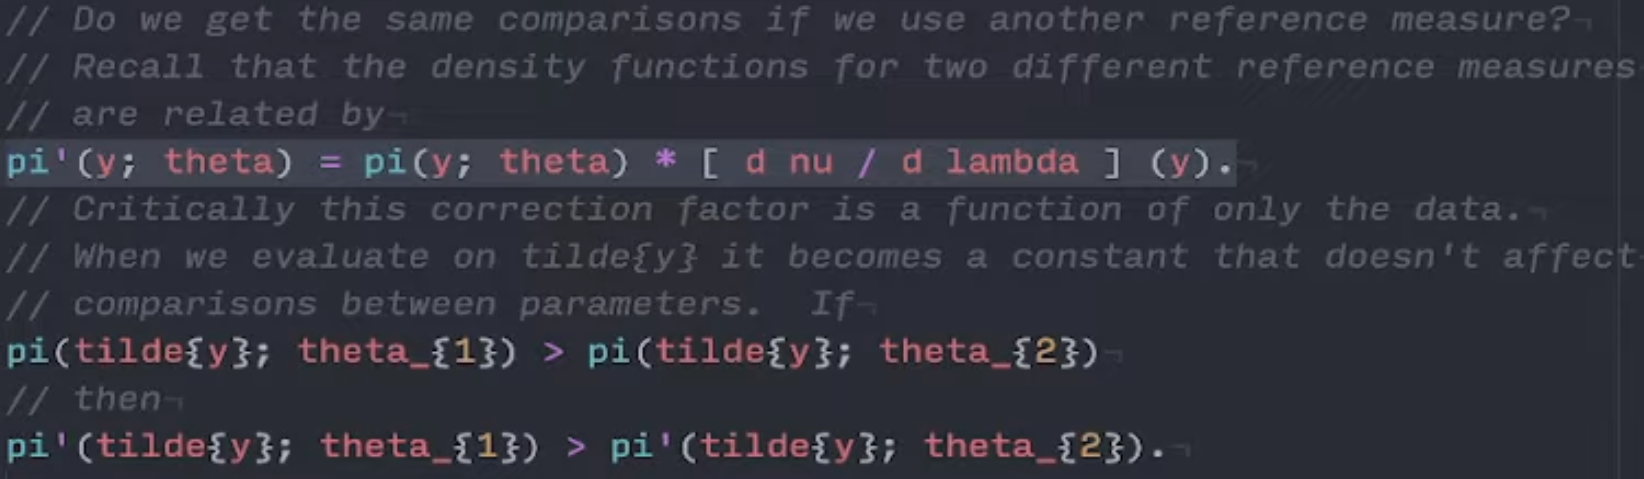 // Do we get the same comparisons if we use another reference measure?¬
// Recall that the density functions for two different reference measures
// are related by¬
pi'(y; theta) = pi(y; theta) * [ d nu / d lambda ] (y).¬
// Critically this correction factor is a function of only the data.¬
// When we evaluate on tilde{y} it becomes a constant that doesn't affect
// comparisons between parameters.  If¬
pi(tilde{y}; theta_{1}) > pi(tilde{y}; theta_{2})¬
// then¬
pi'(tilde{y}; theta_{1}) > pi'(tilde{y}; theta_{2}).¬